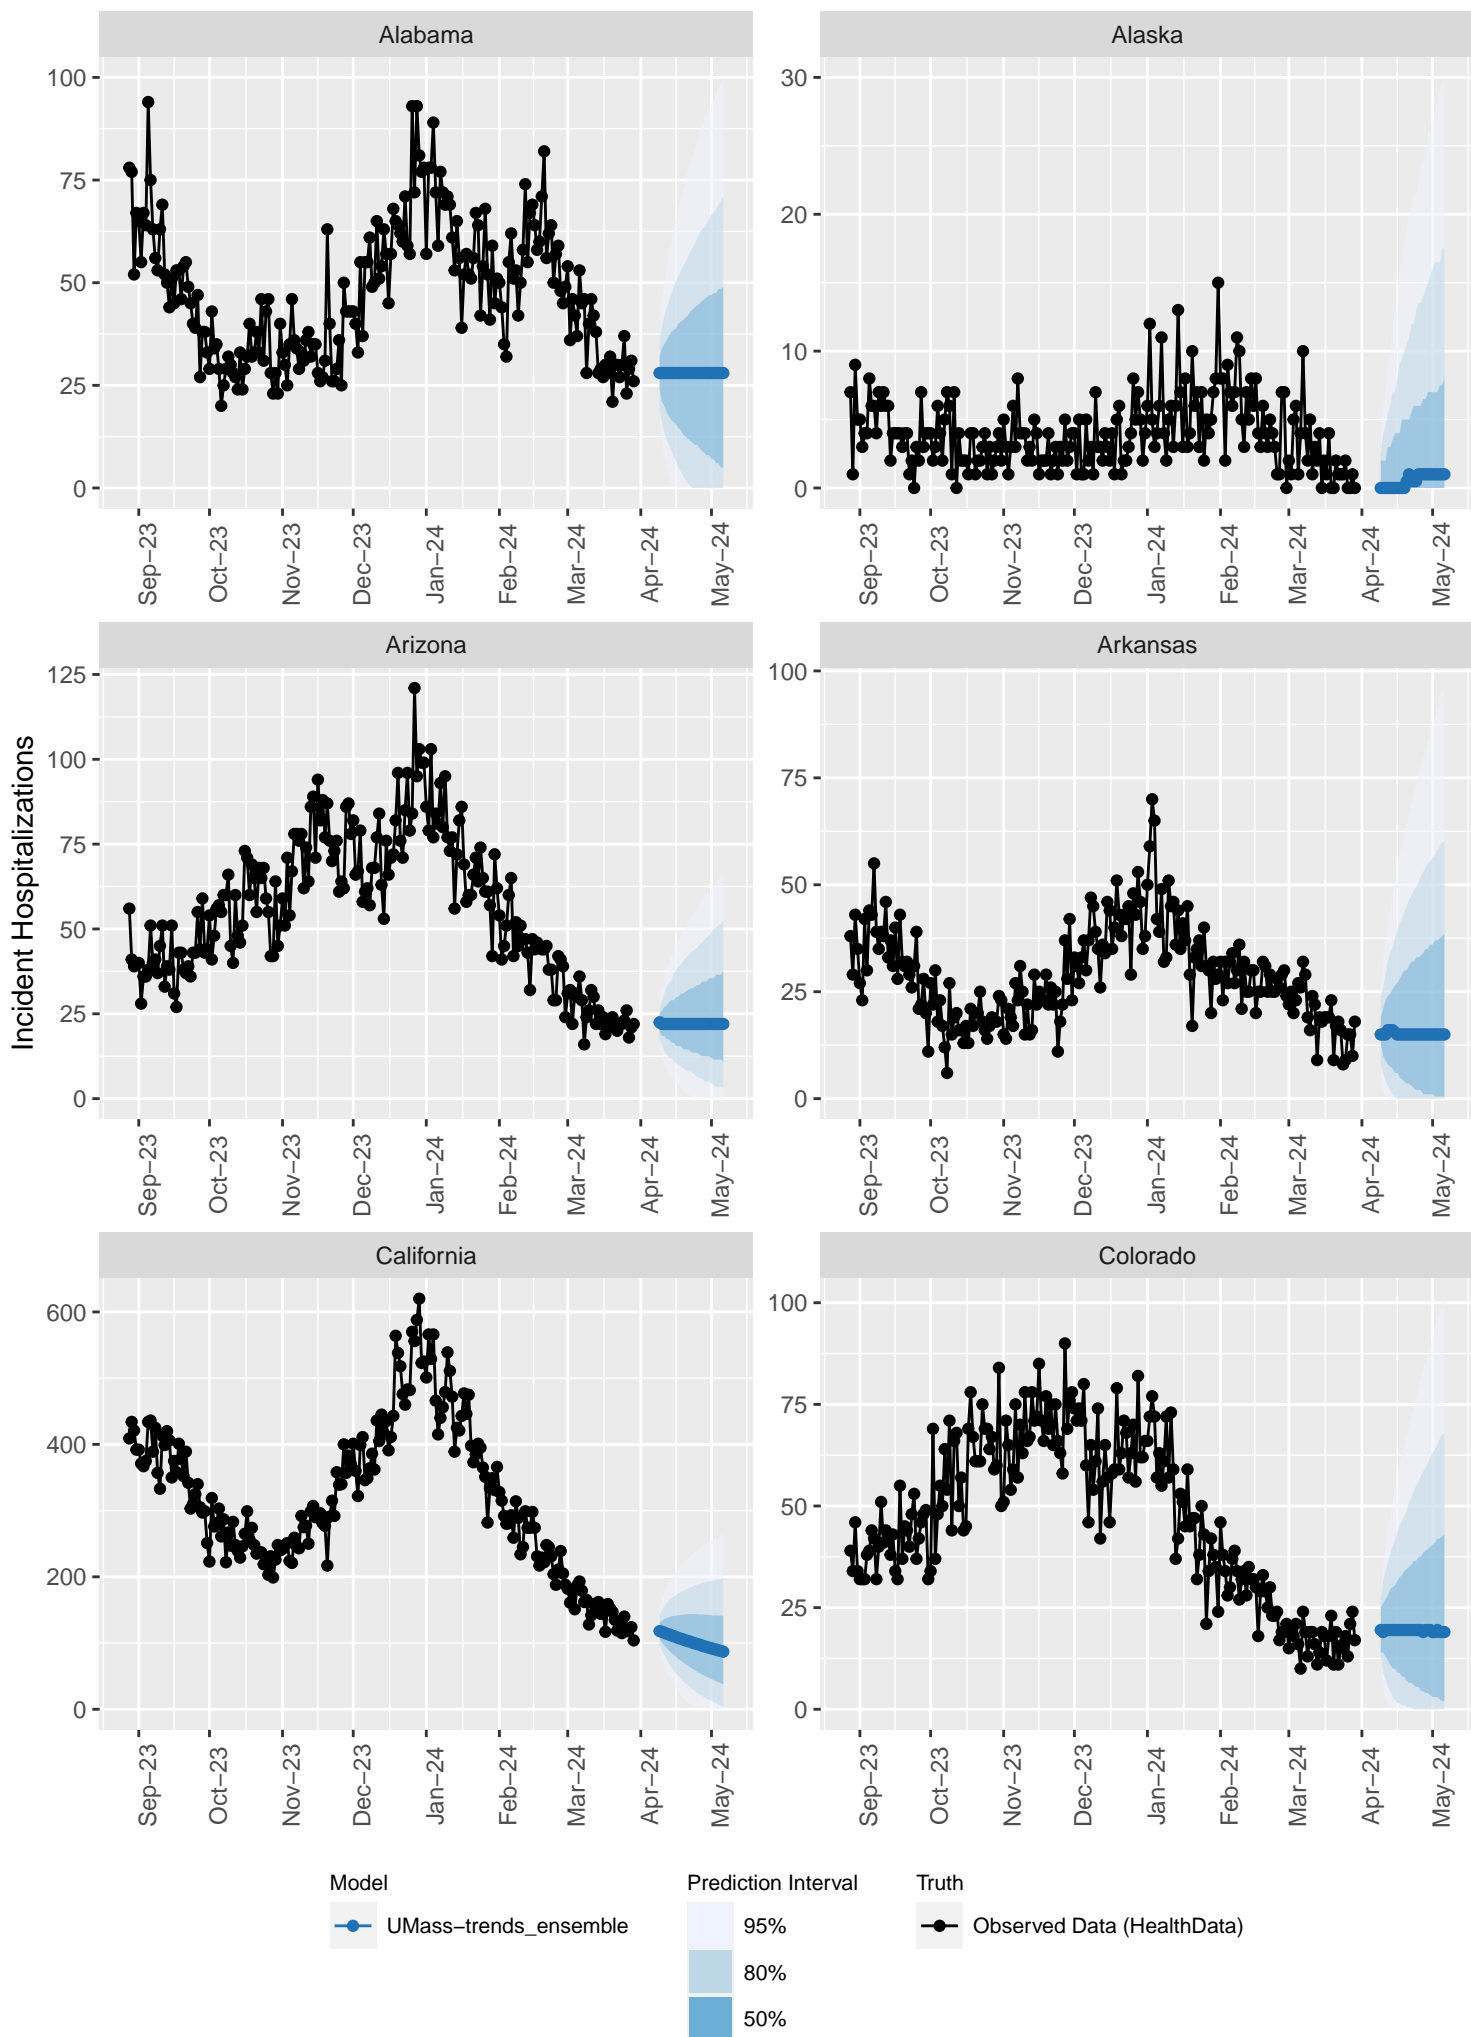 Alabama
Alaska
100
75
50
25
0
30
20
10
0
Sep−23
Oct−23
Nov−23
Dec−23
Jan−24
Feb−24
Mar−24
Apr−24
May−24
Sep−23
Oct−23
Nov−23
Dec−23
Jan−24
Feb−24
Mar−24
Apr−24
May−24
Incident Hospitalizations
Arizona
Arkansas
125
100
75
50
25
0
100
75
50
25
0
Sep−23
Oct−23
Nov−23
Dec−23
Jan−24
Feb−24
Mar−24
Apr−24
May−24
Sep−23
Oct−23
Nov−23
Dec−23
Jan−24
Feb−24
Mar−24
Apr−24
May−24
California
Colorado
600
400
200
0
100
75
50
25
0
Sep−23
Oct−23
Nov−23
Dec−23
Jan−24
Feb−24
Mar−24
Apr−24
May−24
Sep−23
Oct−23
Nov−23
Dec−23
Jan−24
Feb−24
Mar−24
Apr−24
May−24
Model
UMass−trends_ensemble
Prediction Interval
95%
80%
50%
Truth
Observed Data (HealthData)